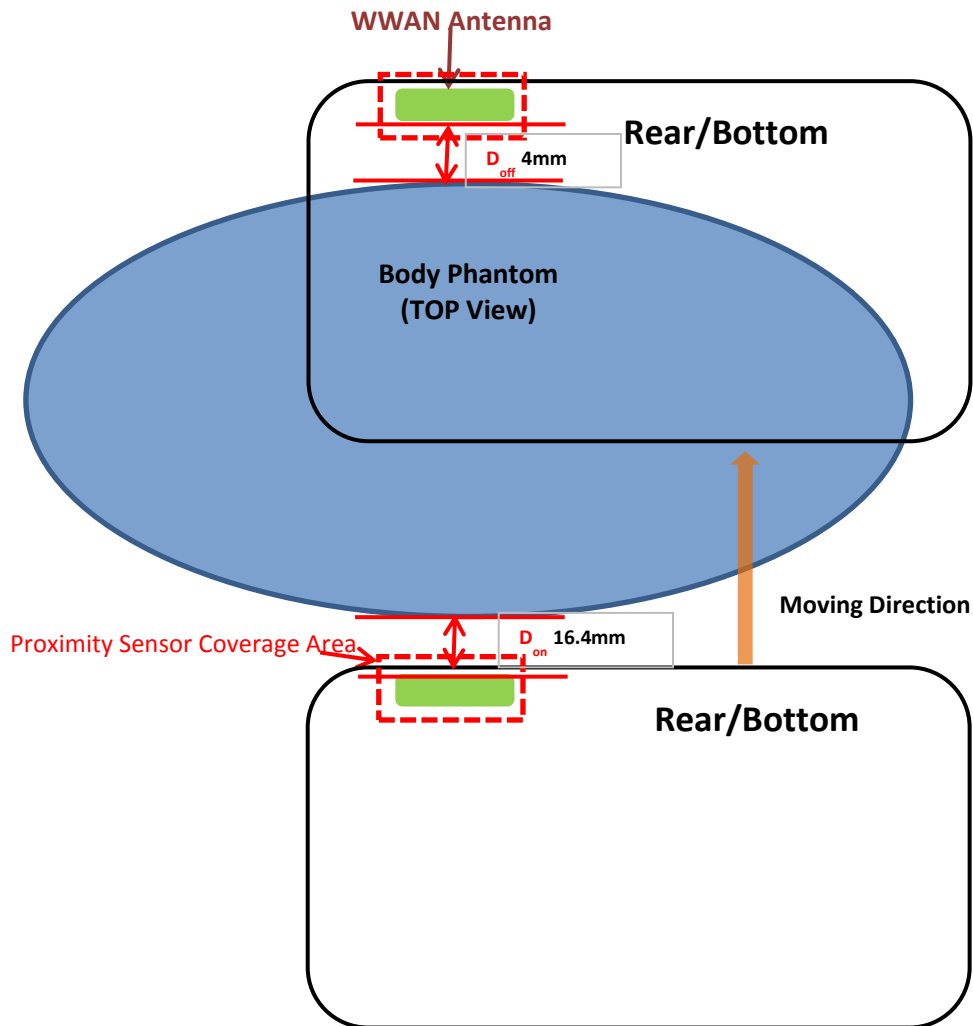 WWAN Antenna
Rear/Bottom
Doff 4mm
Body Phantom
(TOP View)
Moving Direction
Don 16.4mm
Proximity Sensor Coverage Area
Rear/Bottom